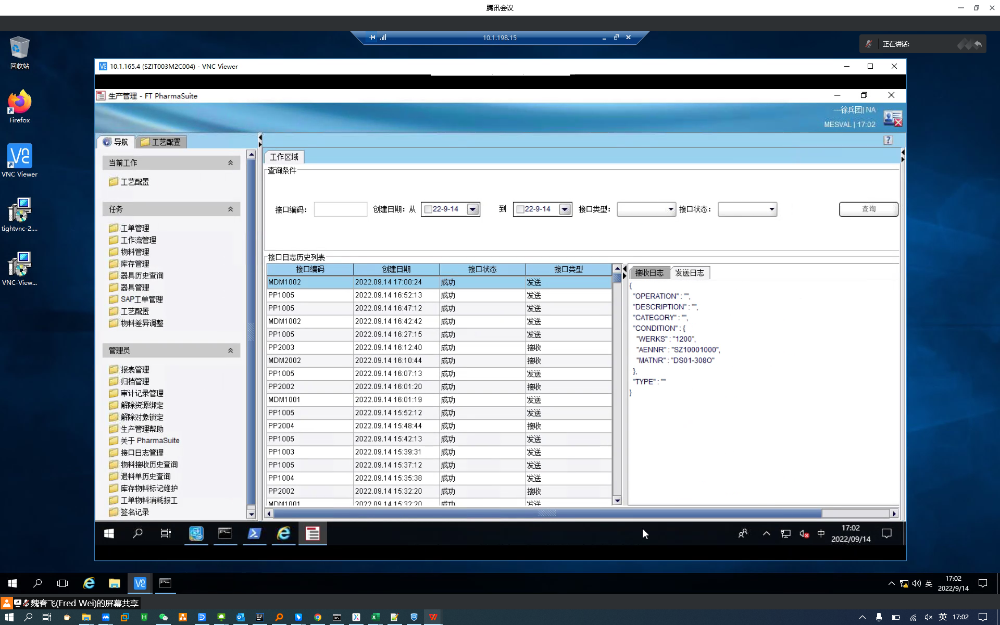 腾讯会议
10.1.198.15
正在讲话:
回收站
Firefox
VNC Viewer
tightvnc-2....
VNC-View...
10.1.165.4 (SZIT003M2C004) - VNC Viewer
生产管理 - FT PharmaSuite
一徐兵团| NA
MESVAL | 17:02
导航
工艺配置
当前工作
工艺配置
任务
工单管理
工作流管理
物料管理
库存管理
器具历史查询
器具管理
SAP工单管理
工艺配置
物料差异调整
管理员
报表管理
归档管理
审计记录管理
解除资源绑定
解除对象锁定
生产管理帮助
关于 PharmaSuite
接口日志管理
物料接收历史查询
退料单历史查询
库存物料标记维护
工单物料消耗报工
签名记录
工作区域
查询条件
接口编码: 创建日期: 从 22-9-14 到 22-9-14 接口类型: 接口状态: 查询
接口日志历史列表
接口编码 创建日期 接口状态 接口类型
MDM1002 2022.09.14 17:00:24 成功 发送
PP1005 2022.09.14 16:52:13 成功 发送
PP1005 2022.09.14 16:47:12 成功 发送
MDM1002 2022.09.14 16:42:42 成功 发送
PP1005 2022.09.14 16:27:15 成功 发送
PP2003 2022.09.14 16:12:40 成功 接收
MDM2002 2022.09.14 16:10:44 成功 接收
PP1005 2022.09.14 16:07:13 成功 发送
PP2002 2022.09.14 16:01:20 成功 接收
MDM1001 2022.09.14 16:01:19 成功 发送
PP1005 2022.09.14 15:52:12 成功 发送
PP2004 2022.09.14 15:48:44 成功 接收
PP1005 2022.09.14 15:42:13 成功 发送
PP1003 2022.09.14 15:39:31 成功 发送
PP1005 2022.09.14 15:37:12 成功 发送
PP1004 2022.09.14 15:35:38 成功 发送
PP2002 2022.09.14 15:32:20 成功 接收
MDM1001 2022.09.14 15:32:20 成功 发送
接收日志 发送日志
{
"OPERATION" : "",
"DESCRIPTION" : "",
"CATEGORY" : "",
"CONDITION" : {
"WERKS" : "1200",
"AENNR" : "SZ10001000",
"MATNR" : "DS01-308O"
},
"TYPE" : ""
}
中
17:02
2022/09/14
英
17:02
2022/9/14
魏春飞(Fred Wei)的屏幕共享
英 17:02